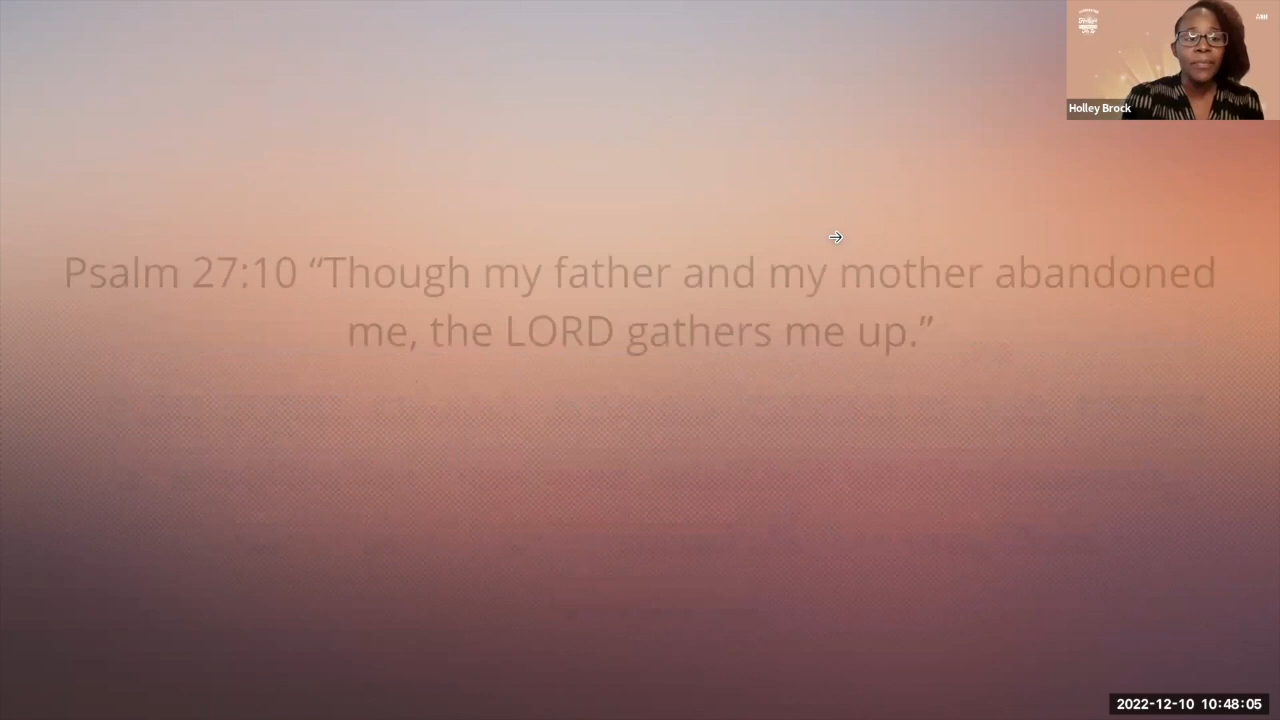 Holley Brock
Psalm 27:10 “Though my father and my mother abandoned
me, the LORD gathers me up.”
2022-12-10 10:48:05